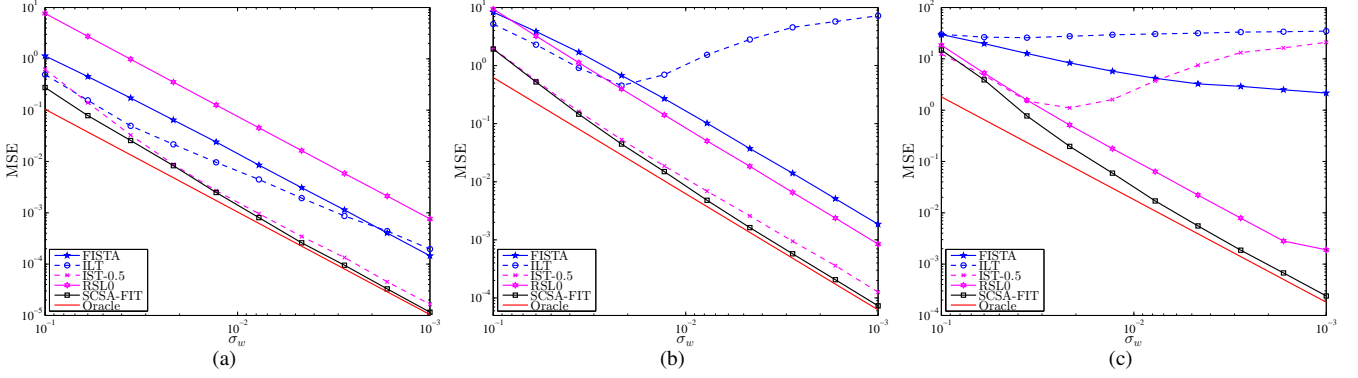 MSE
10^1
10^0
10^-1
10^-2
10^-3
10^-4
10^-5
10^-1
10^-2
10^-3
σ_w
FISTA
ILT
IST-0.5
RSL0
SCSA-FIT
Oracle
(a)
MSE
10^1
10^0
10^-1
10^-2
10^-3
10^-4
10^-1
10^-2
10^-3
σ_w
FISTA
ILT
IST-0.5
RSL0
SCSA-FIT
Oracle
(b)
MSE
10^2
10^1
10^0
10^-1
10^-2
10^-3
10^-4
10^-5
10^-1
10^-2
10^-3
σ_w
FISTA
ILT
IST-0.5
RSL0
SCSA-FIT
Oracle
(c)